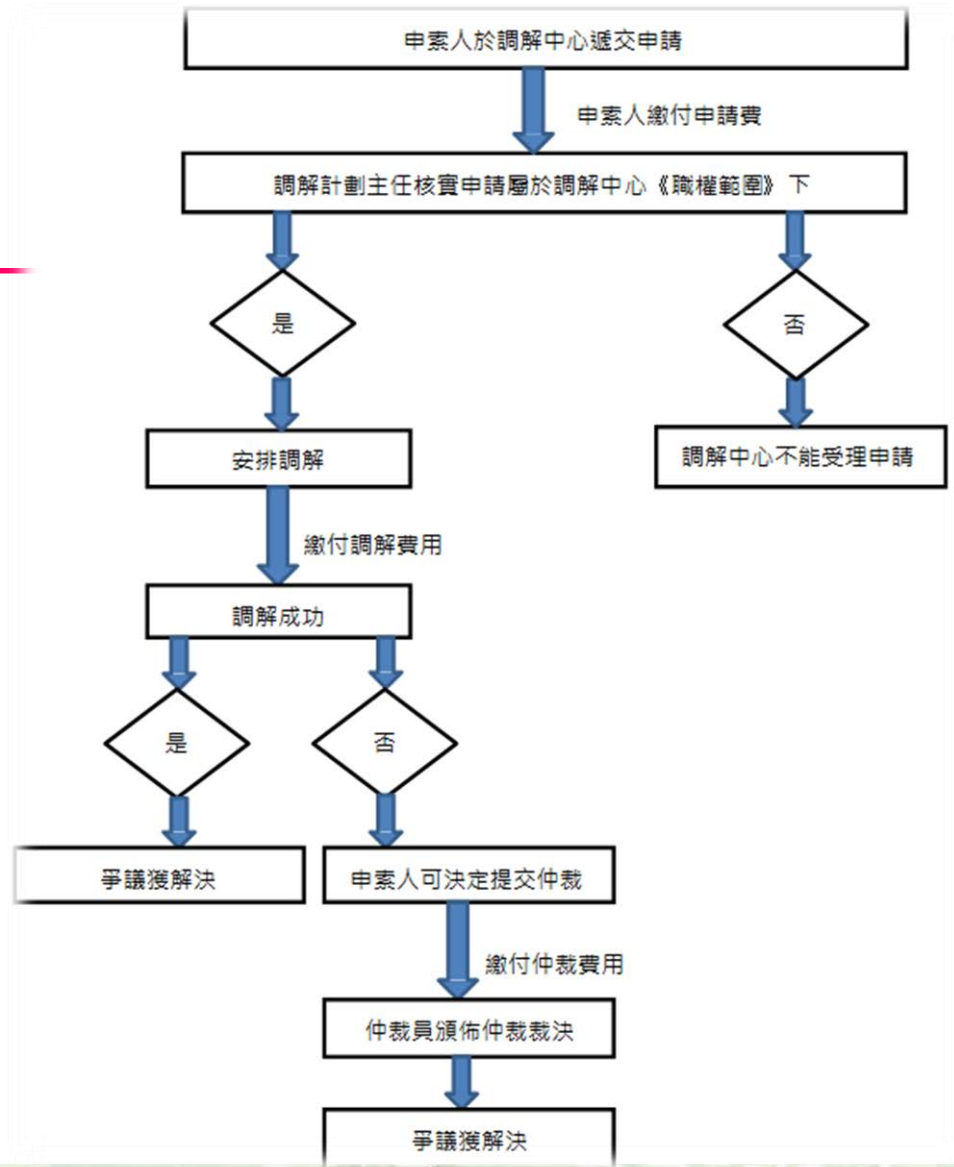 申索人於調解中心遞交申請
申索人繳付申請費
調解計劃主任核實申請屬於調解中心《職權範圍》下
是
否
安排調解
調解中心不能受理申請
繳付調解費用
調解成功
是
否
爭議獲解決
申索人可決定提交仲裁
繳付仲裁費用
仲裁員頒佈仲裁裁決
爭議獲解決